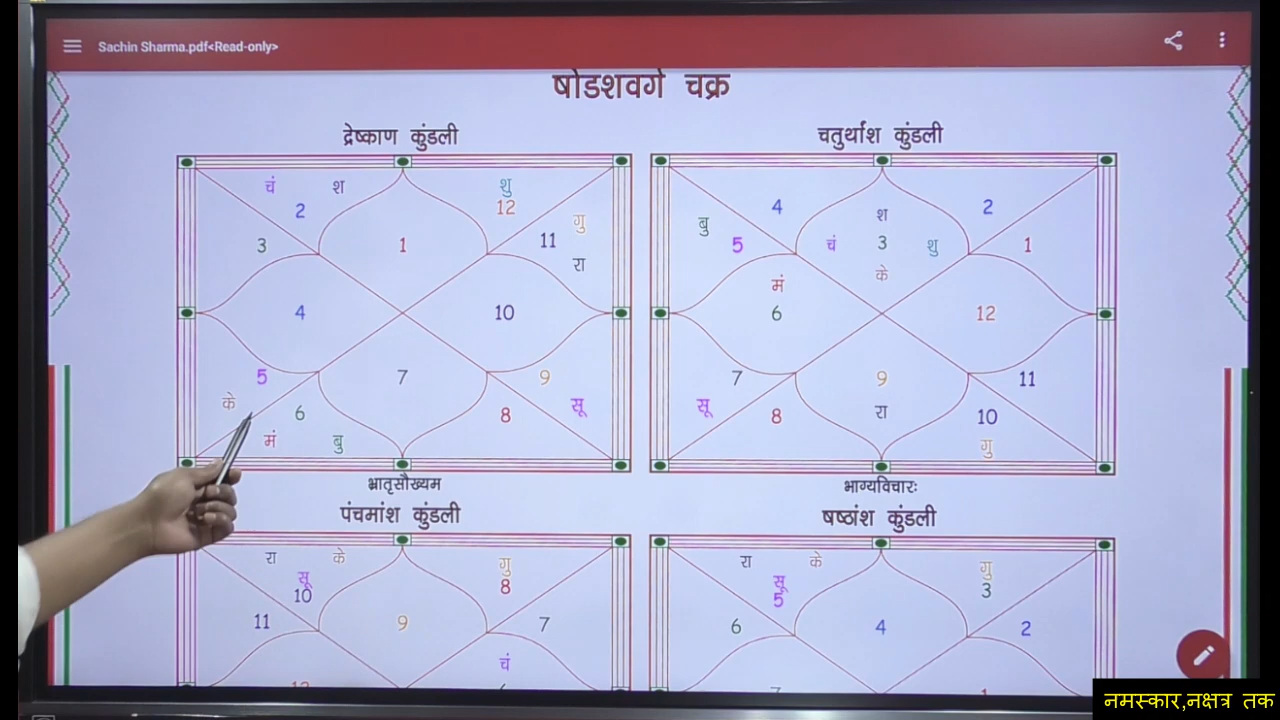 Sachin Sharma.pdf<Read-only>
षोडशवर्ग चक्र
द्रेष्काण कुंडली
चं श
2
3
1
शु
12
गु
11
रा
4
10
5
के
6
मं बु
7
9
सू
8
भ्रातृसौख्यम
चतुर्थांश कुंडली
4
बु
5
श
चं 3 शु
के
2
1
मं
6
12
7
सू
8
9
रा
11
10
गु
भाग्यविचारः
पंचमांश कुंडली
रा के
सू
10
11
9
गु
8
7
चं
षष्ठांश कुंडली
रा के
सू
5
6
4
गु
3
2
नमस्कार,नक्षत्र तक